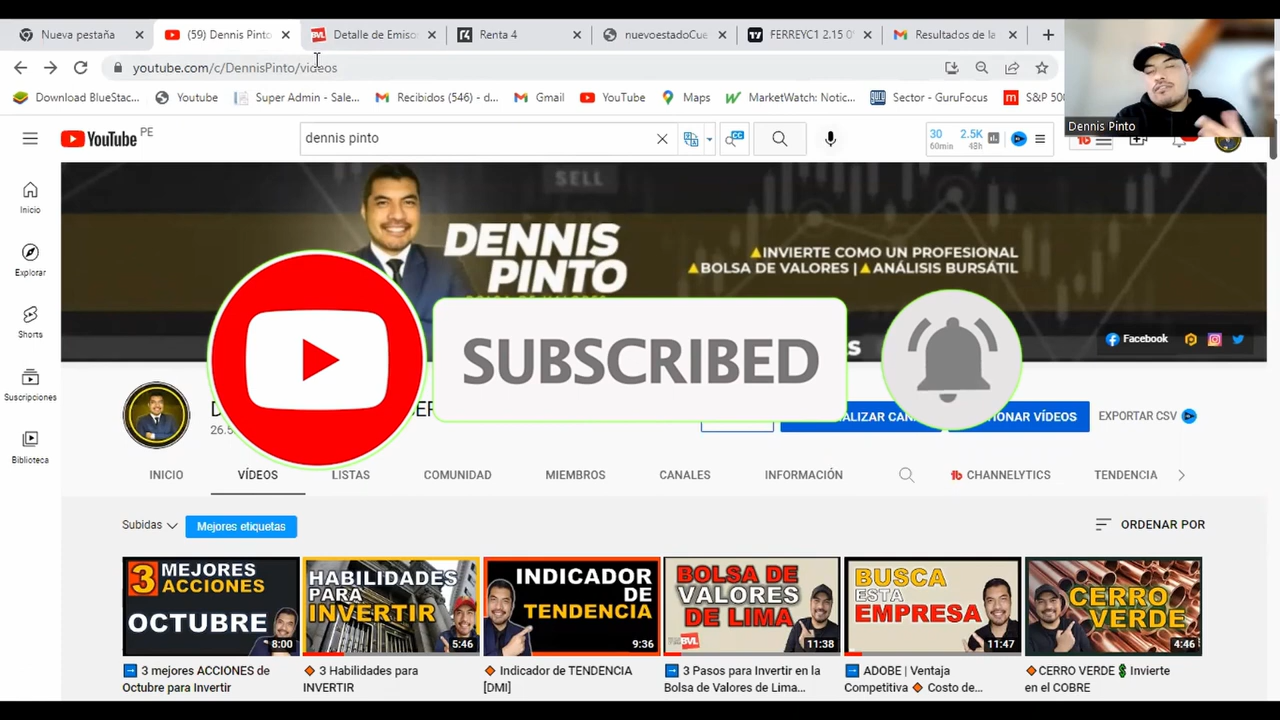 Nueva pestaña
(59) Dennis Pinto
Detalle de Emiso
Renta 4
nuevoestadoCue
FERREYC1 2.15 0
Resultados de la
youtube.com/c/DennisPinto/videos
Download BlueStac...
Youtube
Super Admin - Sale...
Recibidos (546) - d...
Gmail
YouTube
Maps
MarketWatch: Notic...
Sector - GuruFocus
S&P 500
Dennis Pinto
YouTube PE
dennis pinto
30
60min
2.5K
48h
SELL
DENNIS
PINTO
INVIERTE COMO UN PROFESIONAL
BOLSA DE VALORES | ANÁLISIS BURSÁTIL
Facebook
SUBSCRIBED
Inicio
Explorar
Shorts
Suscripciones
Biblioteca
EXPORTAR CSV
INICIO
VÍDEOS
LISTAS
COMUNIDAD
MIEMBROS
CANALES
INFORMACIÓN
CHANNELYTICS
TENDENCIA
Subidas
Mejores etiquetas
ORDENAR POR
3 MEJORES
ACCIONES
OCTUBRE
8:00
HABILIDADES
PARA
INVERTIR
5:46
INDICADOR
DE
TENDENCIA
9:36
BOLSA DE
VALORES
DE LIMA
BVL
11:38
BUSCA
ESTA
EMPRESA
11:47
CERRO
VERDE
4:46
3 mejores ACCIONES de
Octubre para Invertir
3 Habilidades para
INVERTIR
Indicador de TENDENCIA
[DMI]
3 Pasos para Invertir en la
Bolsa de Valores de Lima...
ADOBE | Ventaja
Competitiva 🔸 Costo de...
CERRO VERDE 💲 Invierte
en el COBRE